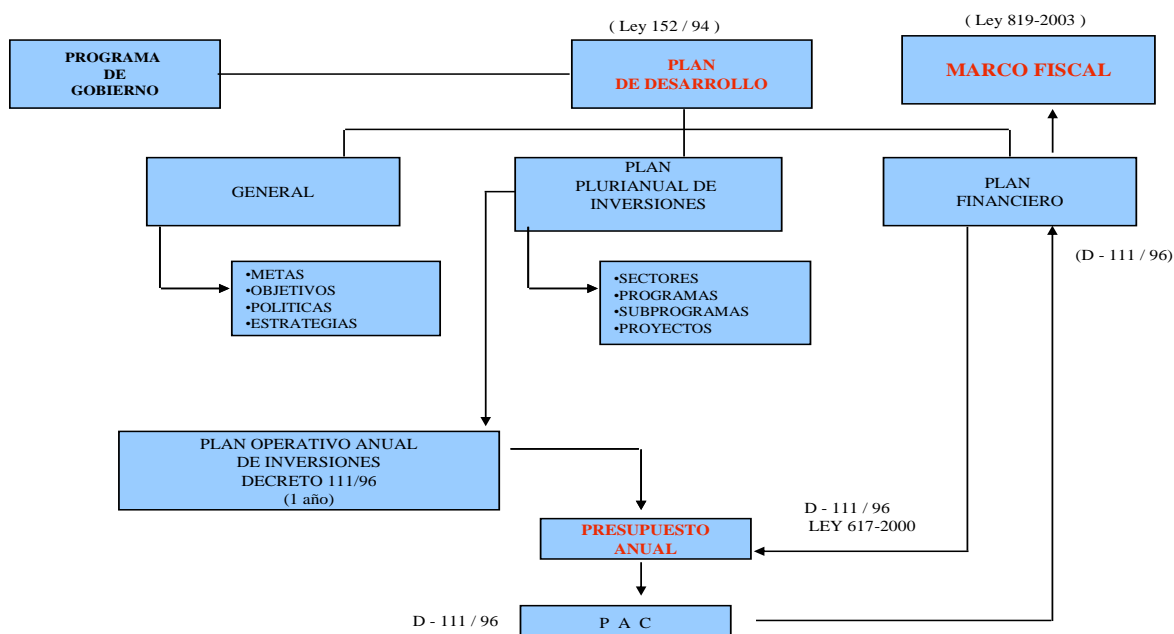 ( Ley 152 / 94 )
( Ley 819-2003 )
PROGRAMA
DE
GOBIERNO
PLAN
DE DESARROLLO
MARCO FISCAL
GENERAL
PLAN
PLURIANUAL DE
INVERSIONES
PLAN
FINANCIERO
(D - 111 / 96)
•METAS
•OBJETIVOS
•POLITICAS
•ESTRATEGIAS
•SECTORES
•PROGRAMAS
•SUBPROGRAMAS
•PROYECTOS
PLAN OPERATIVO ANUAL
DE INVERSIONES
DECRETO 111/96
(1 año)
D - 111 / 96
LEY 617-2000
PRESUPUESTO
ANUAL
D - 111 / 96
P A C